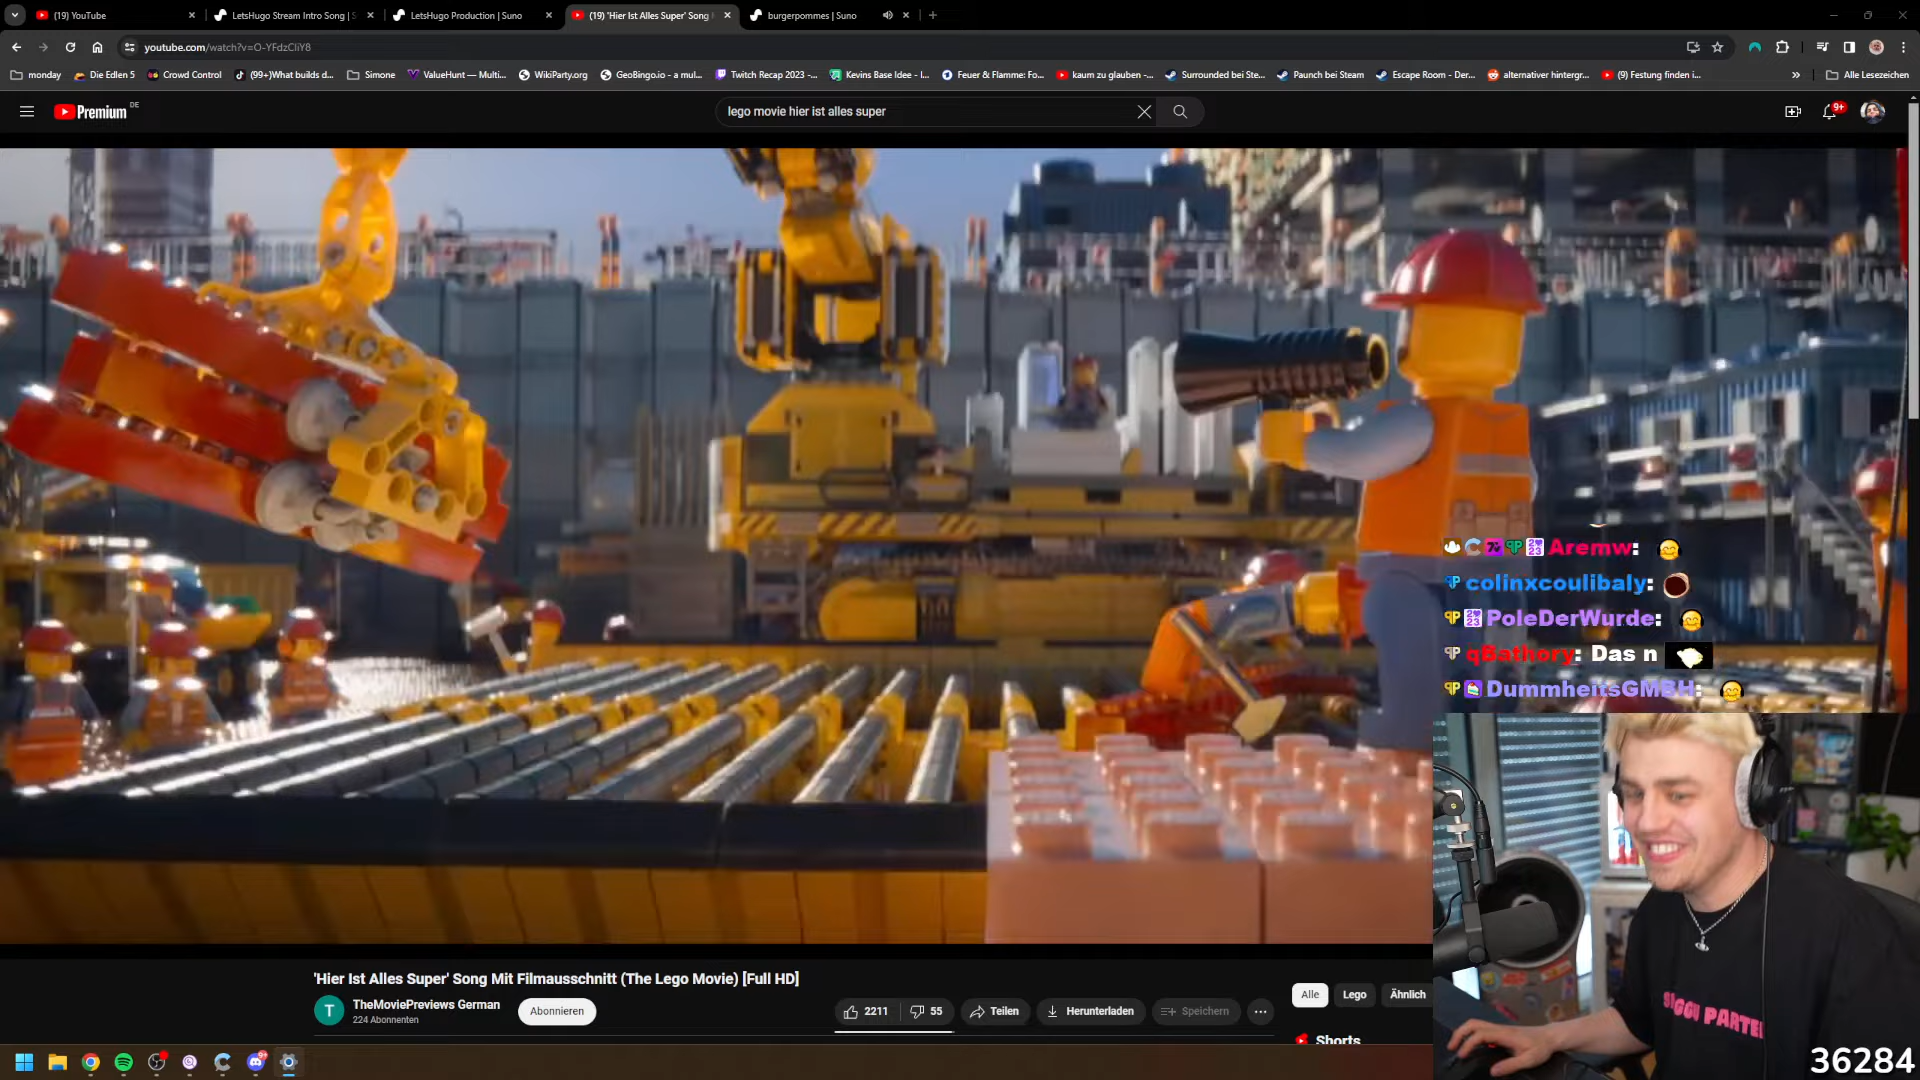 (19) YouTube
LetsHugo Stream Intro Song | S
LetsHugo Production | Suno
(19) 'Hier Ist Alles Super' Song
burgerpommes | Suno
youtube.com/watch?v=O-YFdzCliY8
monday
Die Edlen 5
Crowd Control
(99+)What builds d...
Simone
ValueHunt — Multi...
WikiParty.org
GeoBingo.io - a mul...
Twitch Recap 2023 -...
Kevins Base Idee - I...
Feuer & Flamme: Fo...
kaum zu glauben -...
Surrounded bei Ste...
Paunch bei Steam
Escape Room - Der...
alternativer hintergr...
(9) Festung finden i...
»
Alle Lesezeichen
Premium DE
lego movie hier ist alles super
9+
Aremw:
colinxcoulibaly:
PoleDerWurde:
qBathory: Das n
DummheitsGMBH:
'Hier Ist Alles Super' Song Mit Filmausschnitt (The Lego Movie) [Full HD]
T
TheMoviePreviews German
224 Abonnenten
Abonnieren
2211
55
Teilen
Herunterladen
Speichern
Alle
Lego
Ähnlich
Shorts
36284